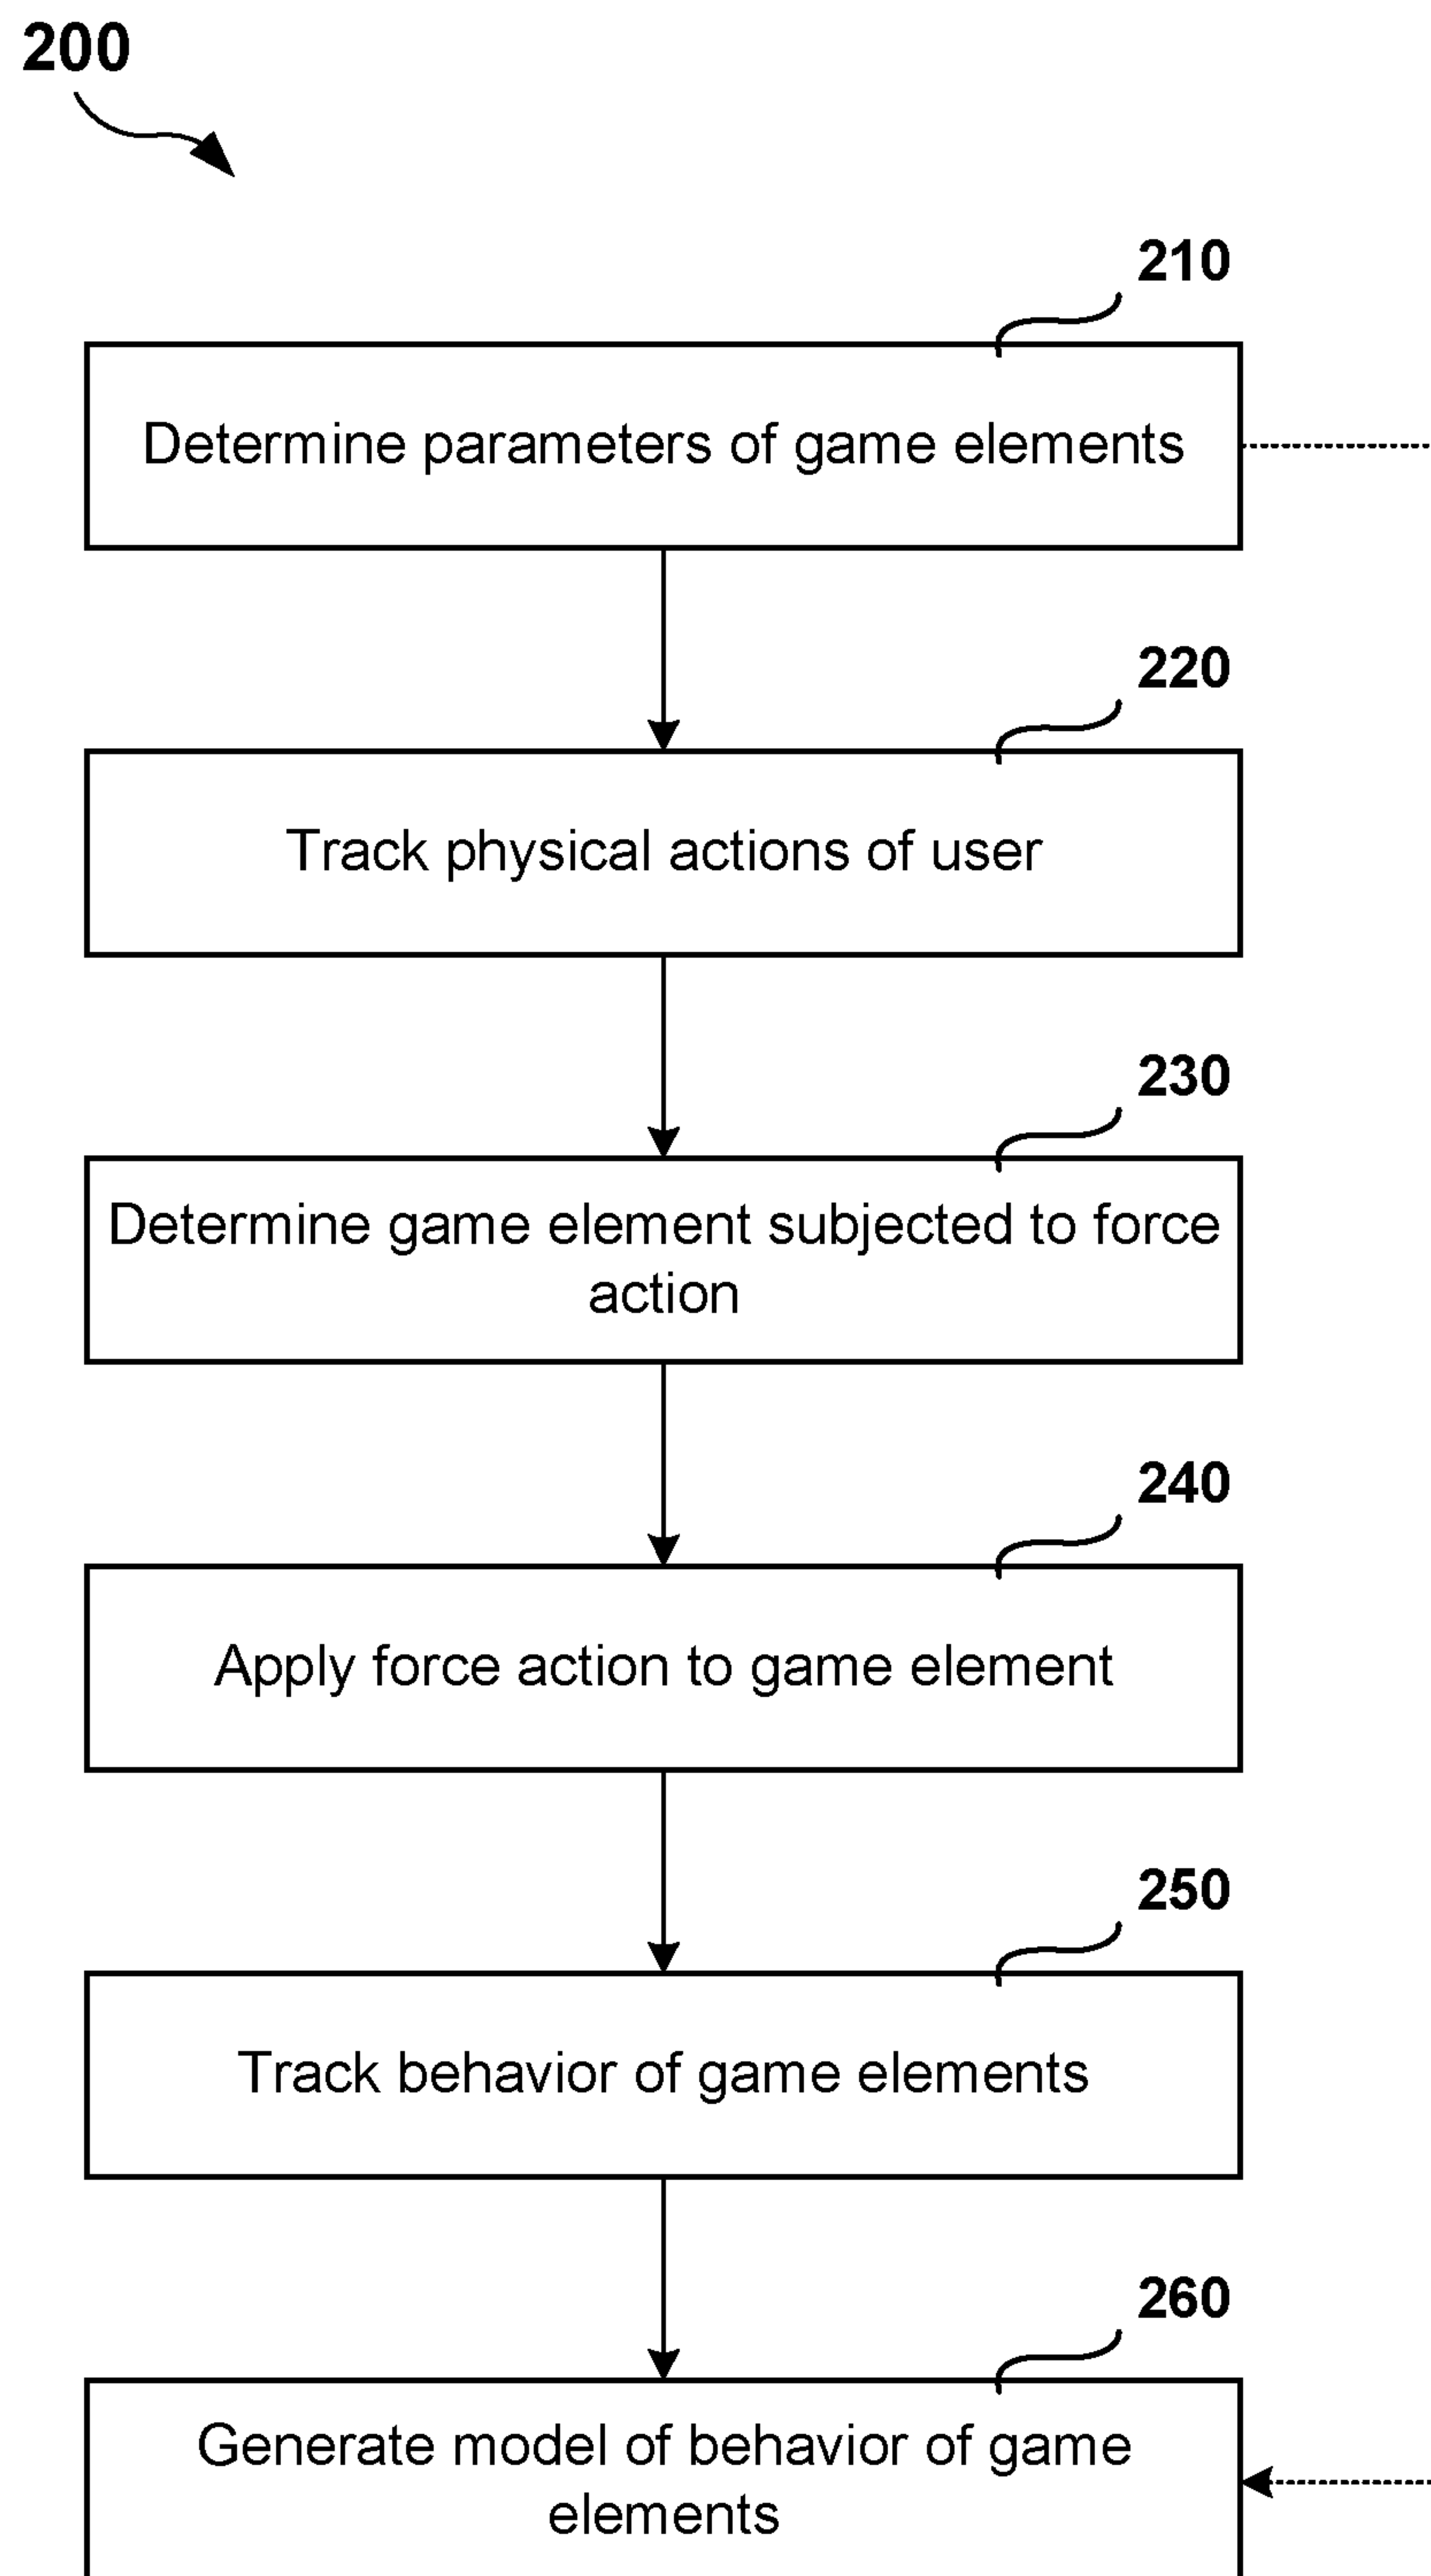 200
210
Determine parameters of game elements
220
Track physical actions of user
230
Determine game element subjected to force
action
240
Apply force action to game element
250
Track behavior of game elements
260
Generate model of behavior of game
elements